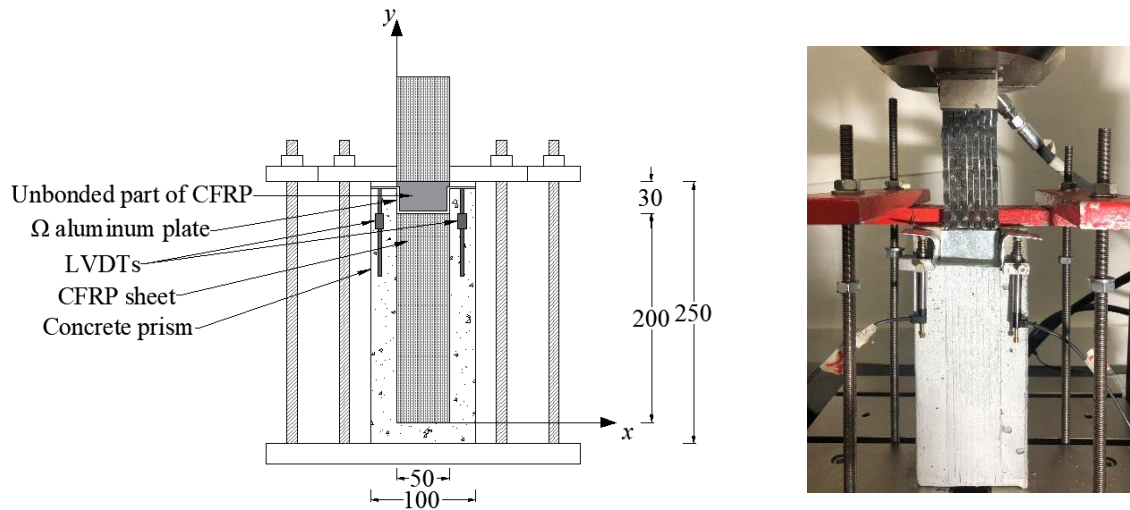 y
Unbonded part of CFRP
Ω aluminum plate
LVDTs
CFRP sheet
Concrete prism
30
200
250
x
50
100